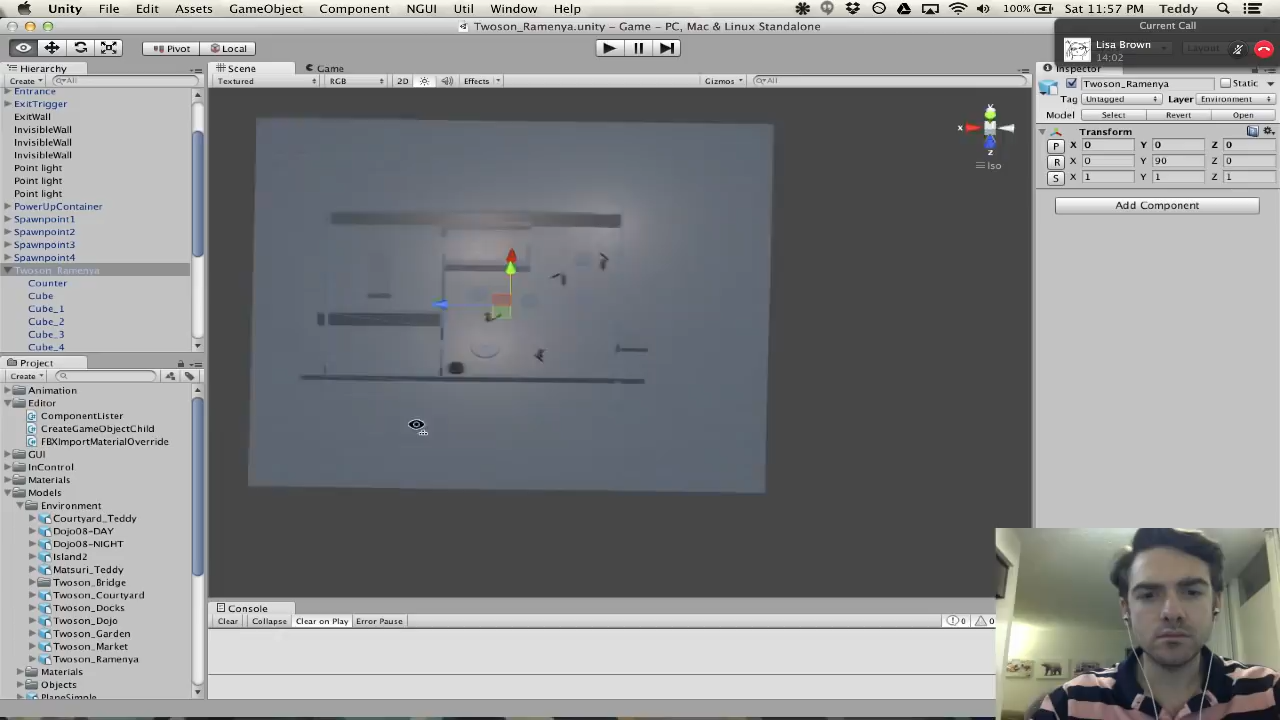 Unity File Edit Assets GameObject Component NGUI Window Help 100% Sat 11:57 PM Teddy
Twoson_Ramenya.unity - Game - PC, Mac & Linux Standalone
Current Call
Lisa Brown
14:02
Pivot Local
Layout
Hierarchy
Create All
Entrance
ExitTrigger
ExitWall
InvisibleWall
InvisibleWall
InvisibleWall
Point light
Point light
Point light
PowerUpContainer
Spawnpoint1
Spawnpoint2
Spawnpoint3
Spawnpoint4
Twoson_Ramenya
Counter
Cube
Cube_1
Cube_2
Cube_3
Cube_4
Project
Create
Animation
Editor
ComponentLister
CreateGameObjectChild
FBXImportMaterialOverride
GUI
InControl
Materials
Models
Environment
Courtyard_Teddy
Dojo08-DAY
Dojo08-NIGHT
Island2
Matsuri_Teddy
Twoson_Bridge
Twoson_Courtyard
Twoson_Docks
Twoson_Dojo
Twoson_Garden
Twoson_Market
Twoson_Ramenya
Materials
Objects
PlaneSimple
Scene Game
Textured RGB 2D Effects Gizmos All
y
x
z
Iso
Console
Clear Collapse Clear on Play Error Pause 0 0
Inspector
Twoson_Ramenya Static
Tag Untagged Layer Environment
Model Select Revert Open
Transform
P X 0 Y 0 Z 0
R X 0 Y 90 Z 0
S X 1 Y 1 Z 1
Add Component